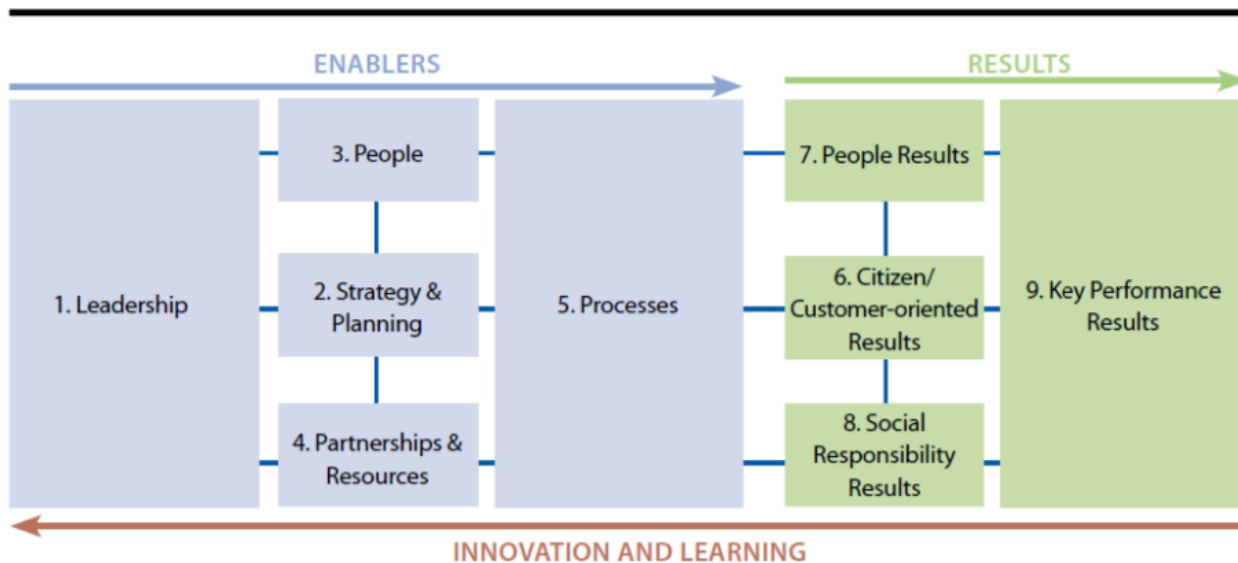 ENABLERS
RESULTS
3. People
7. People Results
1. Leadership
2. Strategy &
Planning
5. Processes
6. Citizen/
Customer-oriented
Results
9. Key Performance
Results
4. Partnerships &
Resources
8. Social
Responsibility
Results
INNOVATION AND LEARNING